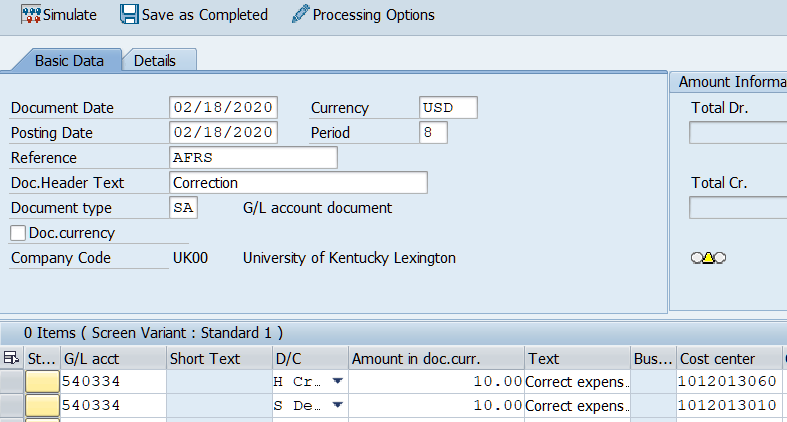 Simulate Save as Completed Processing Options
Basic Data Details
Amount Informa
Document Date 02/18/2020 Currency USD
Total Dr.
Posting Date 02/18/2020 Period 8
Reference AFRS
Doc.Header Text Correction
Total Cr.
Document type SA G/L account document
Doc.currency
Company Code UK00 University of Kentucky Lexington
0 Items ( Screen Variant : Standard 1 )
St... G/L acct Short Text D/C Amount in doc.curr. Text Bus... Cost center
540334 H Cr... 10.00 Correct expens... 1012013060
540334 S De... 10.00 Correct expens... 1012013010